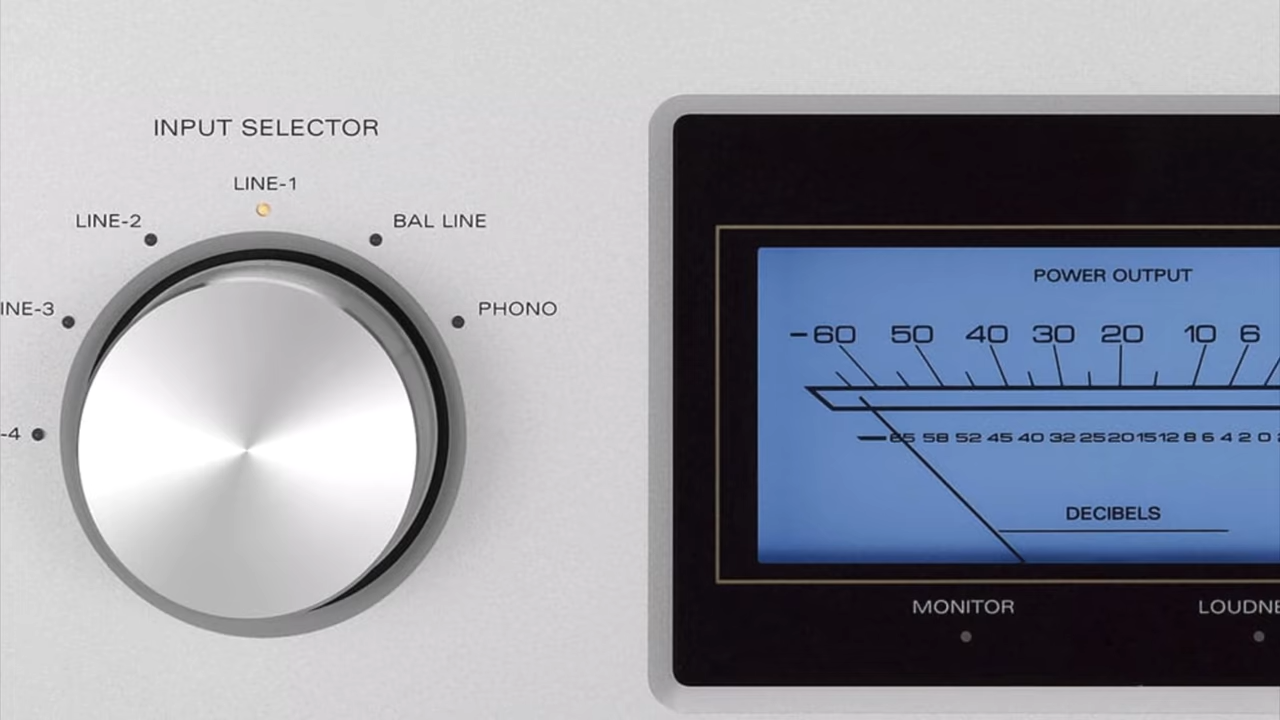 INPUT SELECTOR
LINE-1
LINE-2
BAL LINE
INE-3
PHONO
-4
POWER OUTPUT
-60 50 40 30 20 10 6
65 58 52 45 40 32 25 20 15 12 8 6 4 2 0
DECIBELS
MONITOR
LOUDNE